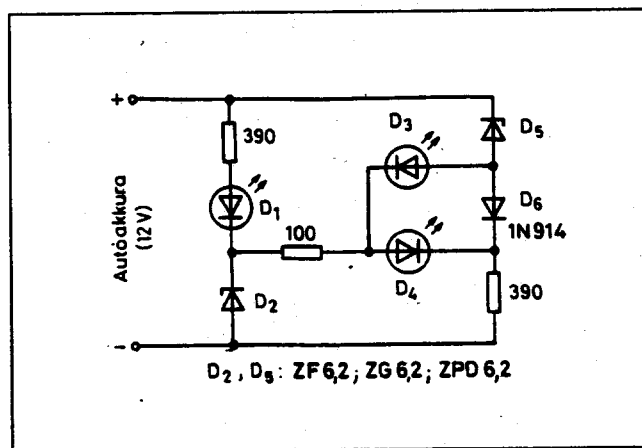 +
390
D3
D5
D1
D6
1N914
Autóakkura
(12 V)
100
D4
D2
390
−
D2, D5: ZF 6,2; ZG 6,2; ZPD 6,2